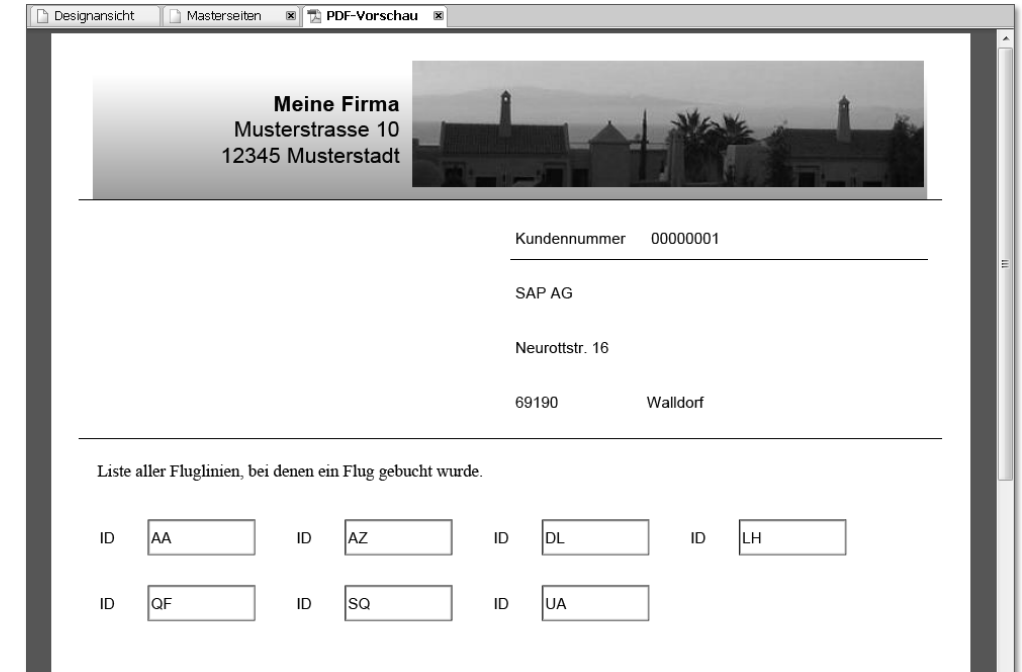 Designansicht Masterseiten PDF-Vorschau
Meine Firma
Musterstrasse 10
12345 Musterstadt
Kundennummer 00000001
SAP AG
Neurottstr. 16
69190 Walldorf
Liste aller Fluglinien, bei denen ein Flug gebucht wurde.
ID AA ID AZ ID DL ID LH
ID QF ID SQ ID UA